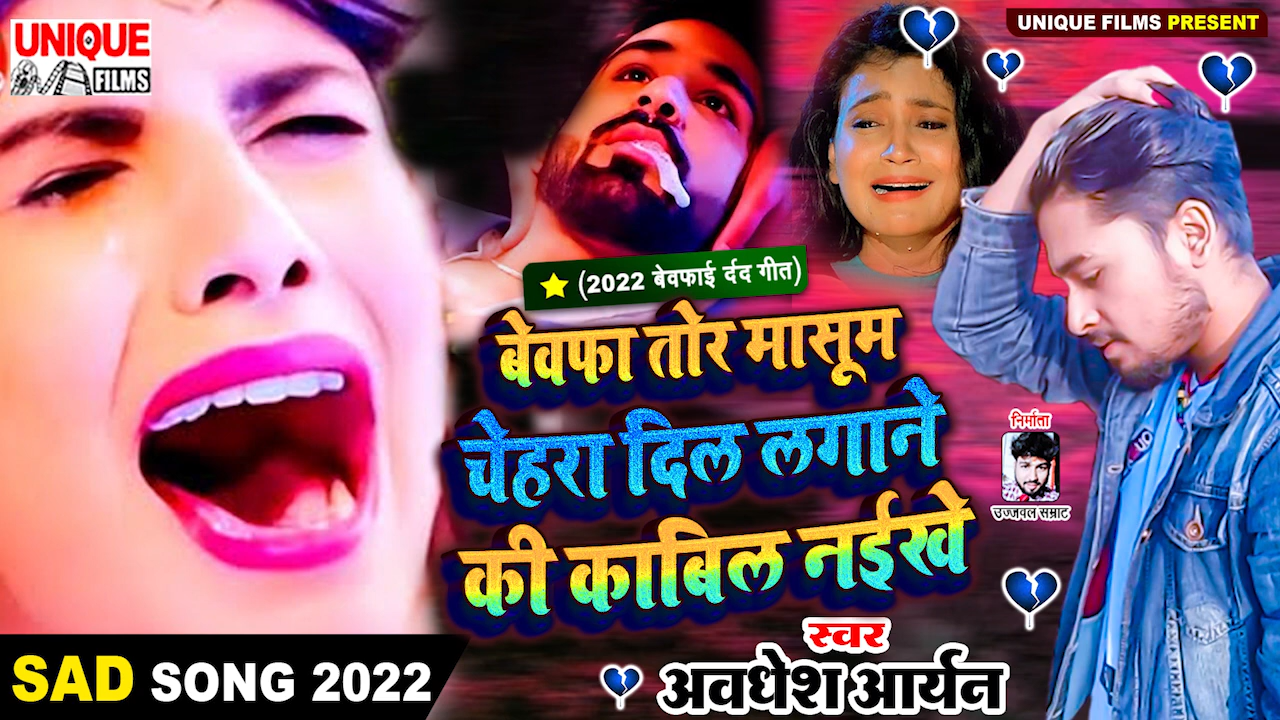 UNIQUE
FILMS
UNIQUE FILMS PRESENT
(2022 बेवफाई र्दद गीत)
बेवफा तोर मासूम
चेहरा दिल लगाने
की काबिल नईखे
निर्माता
उज्जवल सम्राट
स्वर
अवधेश आर्यन
SAD SONG 2022